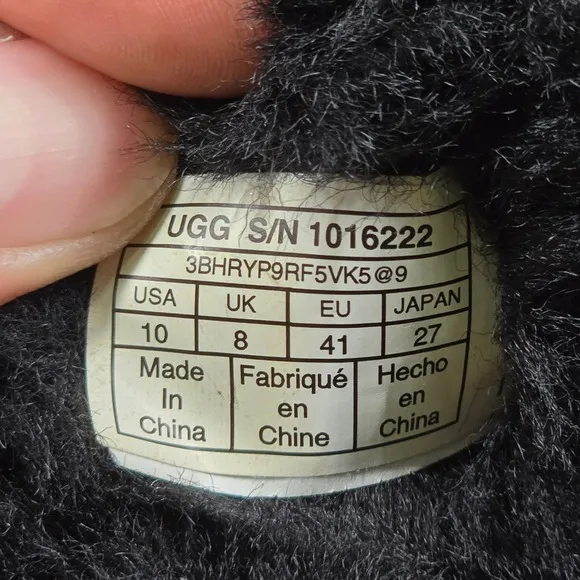 UGG S/N 1016222
3BHRYP9RF5VK5@9
USA UK EU JAPAN
10 8 41 27
Made In China
Fabriqué en Chine
Hecho en China